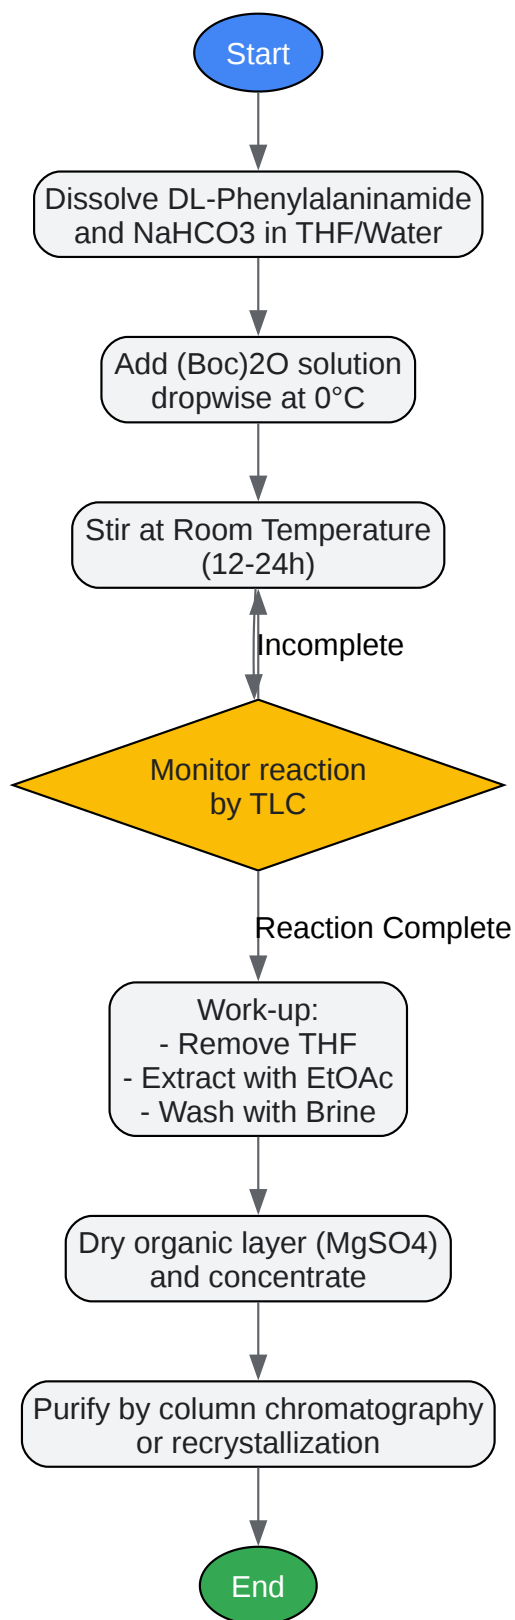 Start
Dissolve DL-Phenylalaninamide
and NaHCO3 in THF/Water
Add (Boc)2O solution
dropwise at 0°C
Stir at Room Temperature
(12-24h)
Incomplete
Monitor reaction
by TLC
Reaction Complete
Work-up:
- Remove THF
- Extract with EtOAc
- Wash with Brine
Dry organic layer (MgSO4)
and concentrate
Purify by column chromatography
or recrystallization
End